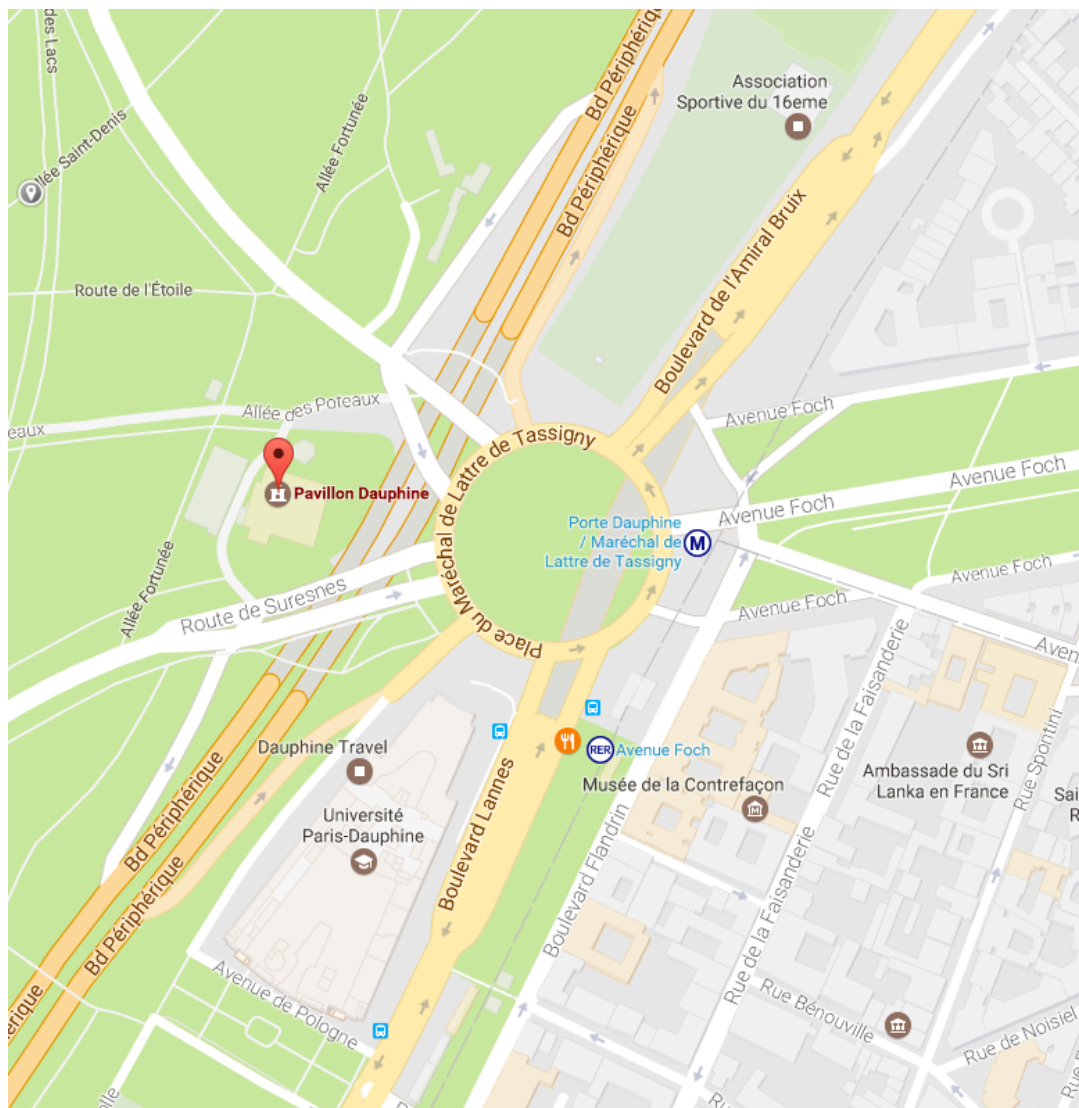 des Lacs
Bd Périphérique
Association
Sportive du 16eme
Allée Saint-Denis
Allée Fortunée
Bd Périphérique
Route de l'Étoile
Boulevard de l'Amiral Bruix
Allée des Poteaux
eaux
Avenue Foch
Place du Maréchal de Lattre de Tassigny
Avenue Foch
Pavillon Dauphine
Avenue Foch
Porte Dauphine
/ Maréchal de
Lattre de Tassigny
M
Allée Fortunée
Route de Suresnes
Avenue Foch
Avenue Foch
Aven
Rue de la Faisanderie
Dauphine Travel
RER
Avenue Foch
Musée de la Contrefaçon
Ambassade du Sri
Lanka en France
Rue Spontini
Sai
R
Bd Périphérique
Boulevard Lannes
Université
Paris-Dauphine
Boulevard Flandrin
Rue de la Faisanderie
Bd Périphérique
Avenue de Pologne
Rue Bénouville
Rue de Noisiel
érique